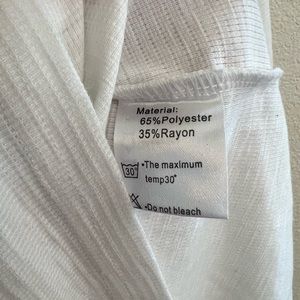 Material:
65%Polyester
35%Rayon
30°
•The maximum
temp30°
•Do not bleach